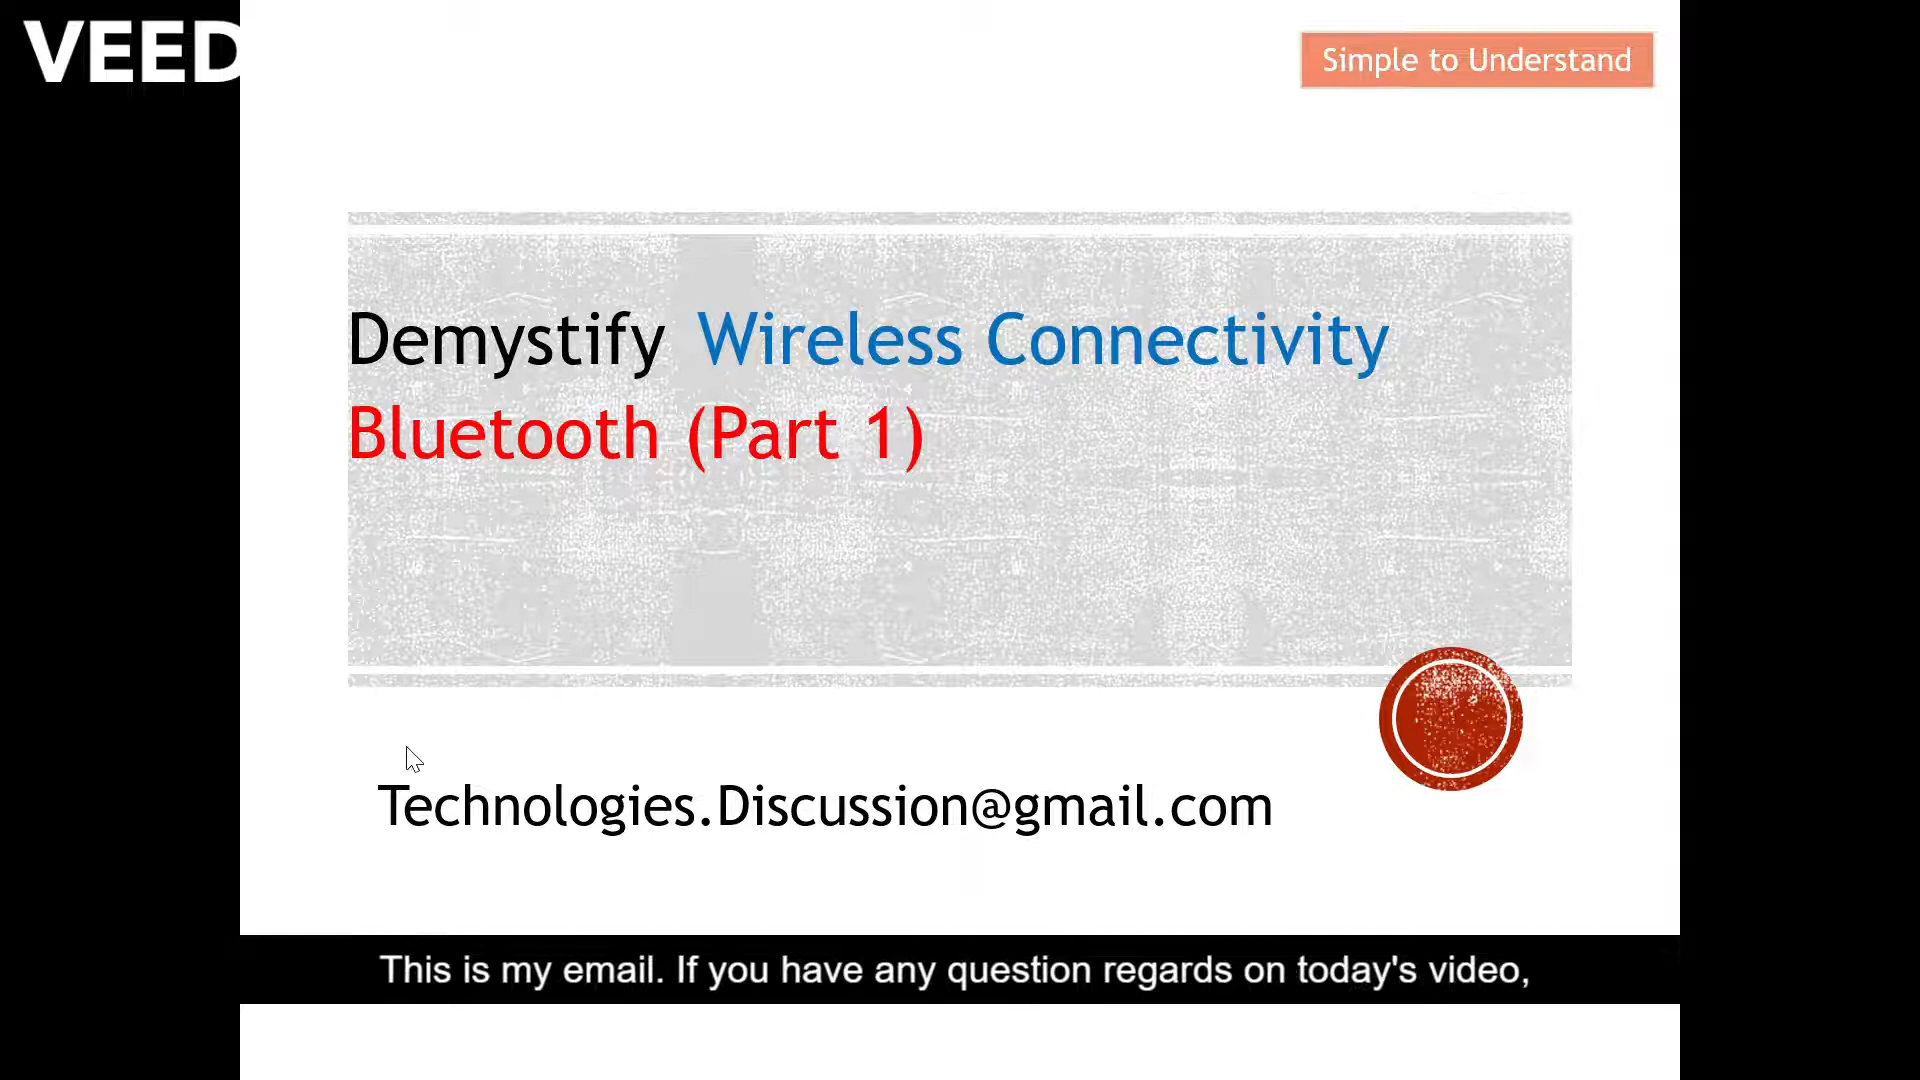 VEED
Simple to Understand
Demystify Wireless Connectivity
Bluetooth (Part 1)
Technologies.Discussion@gmail.com
This is my email. If you have any question regards on today's video,